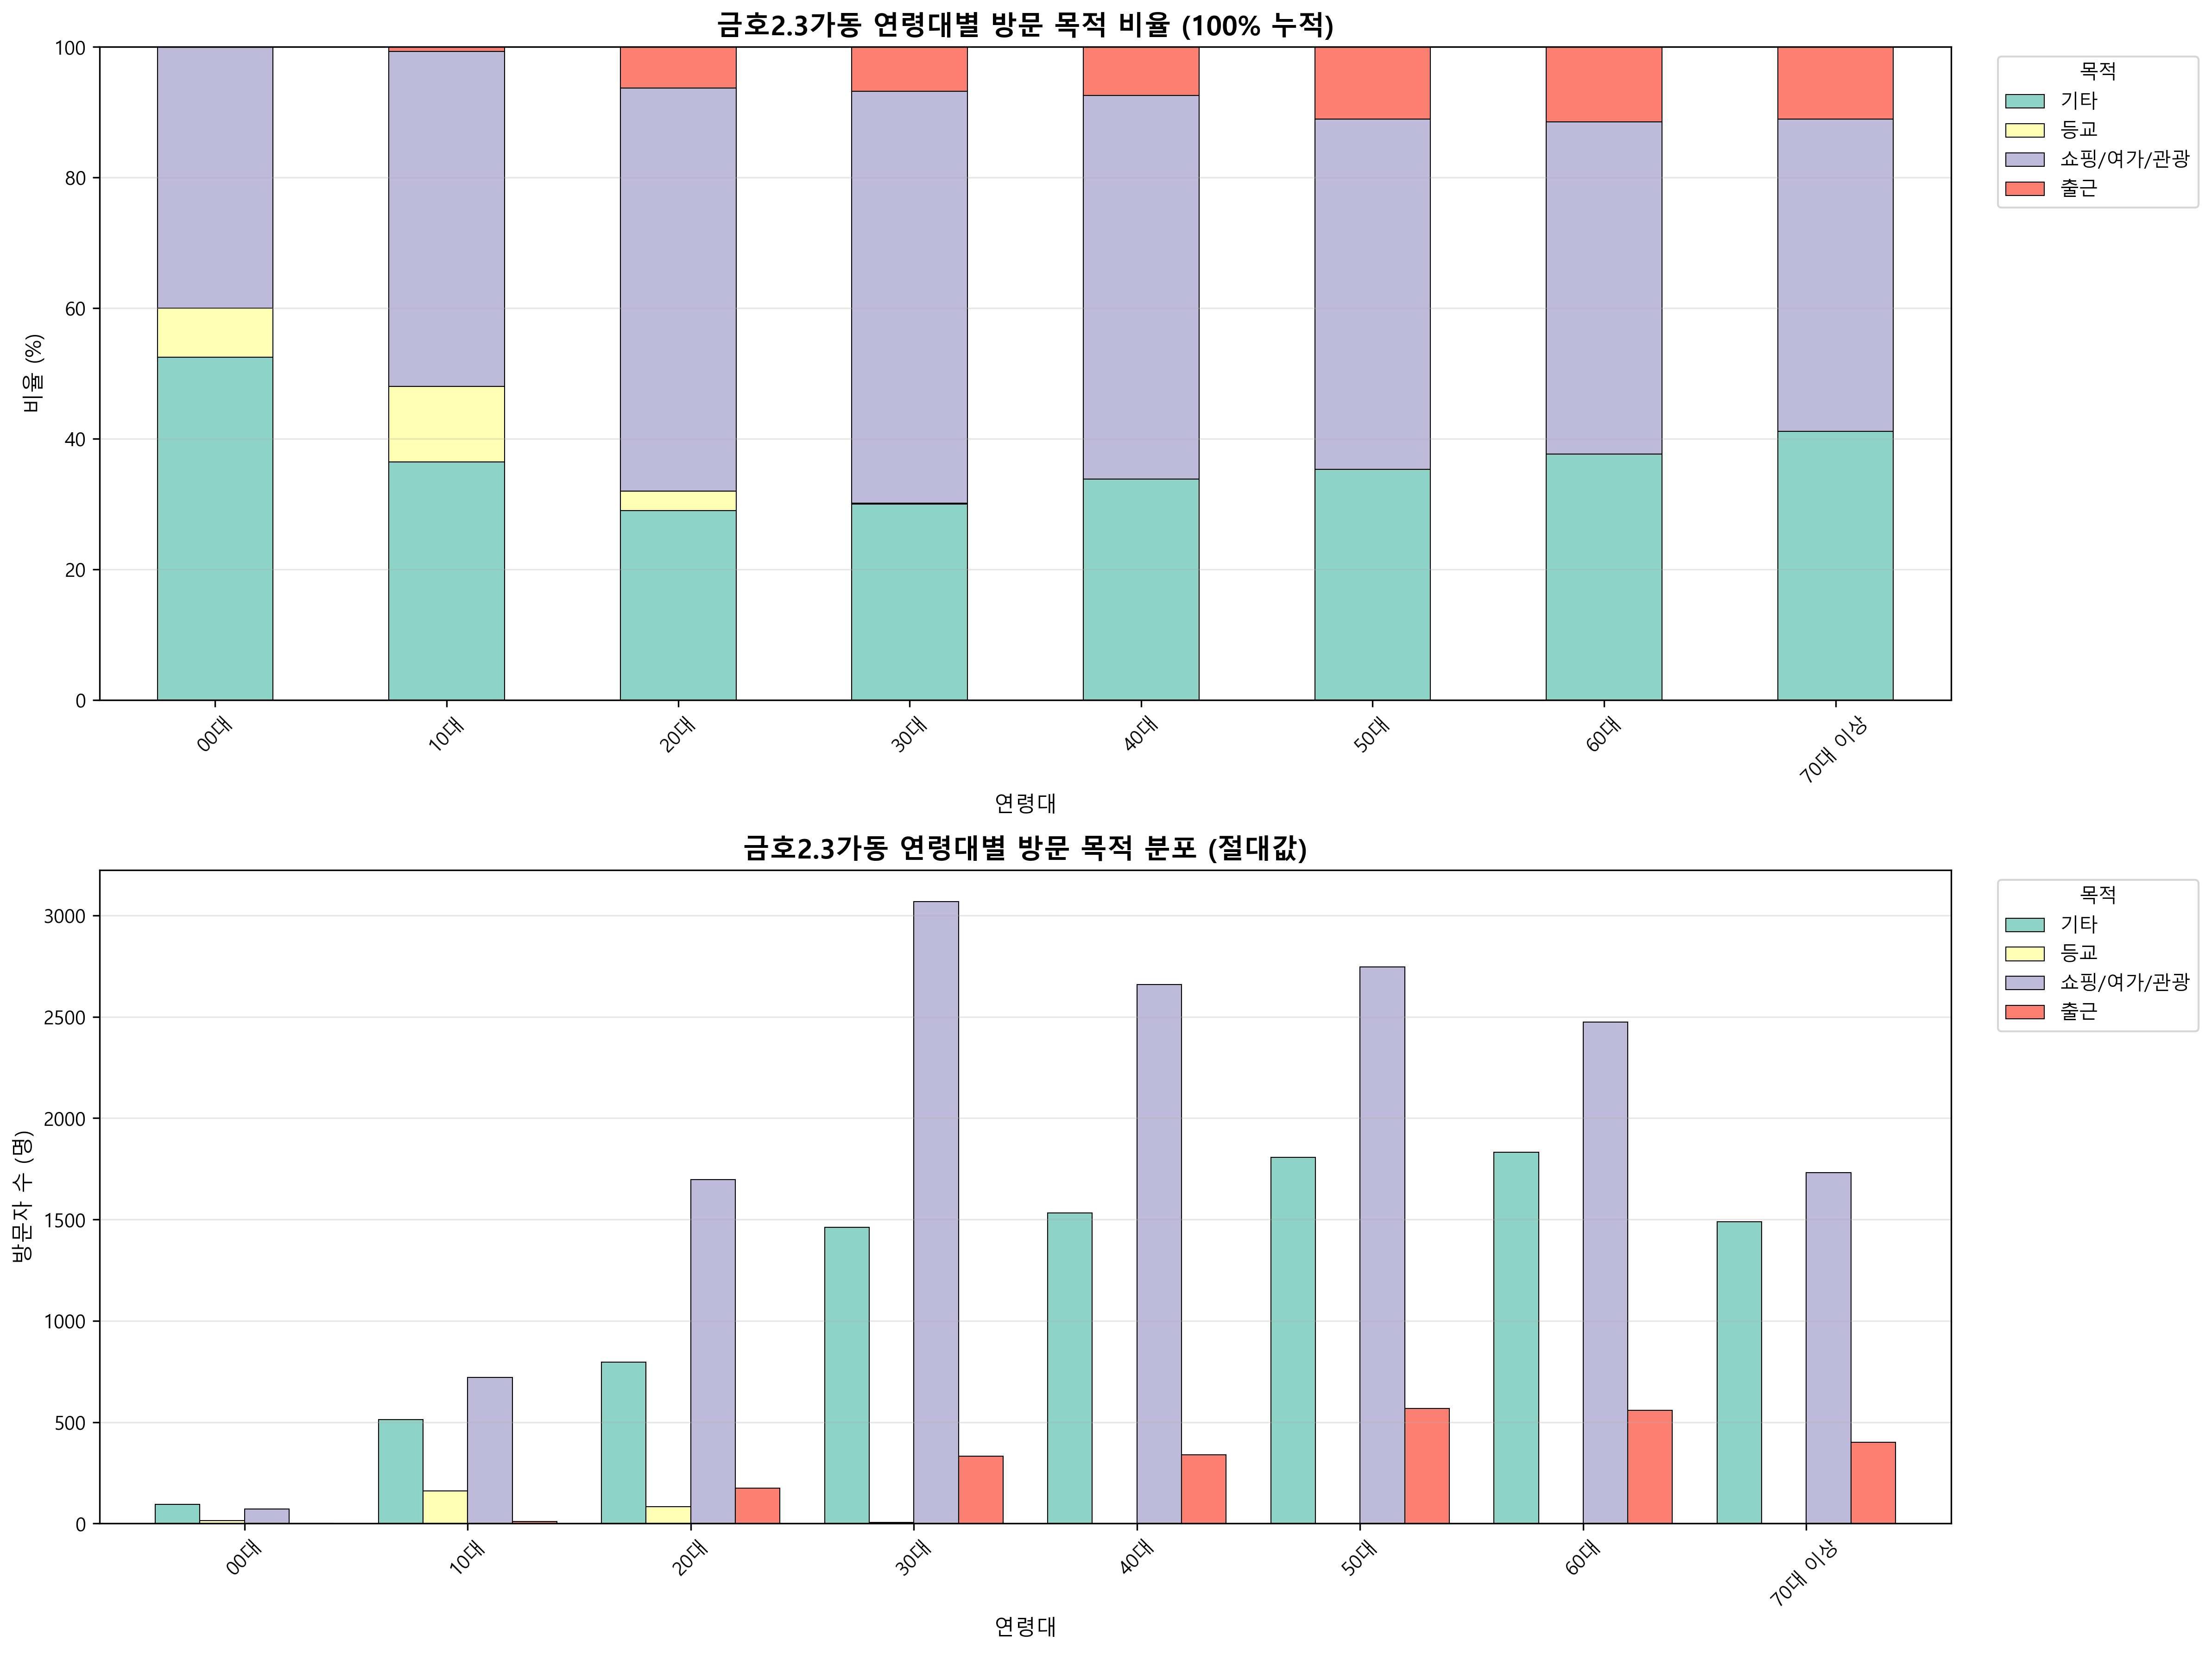 금호2.3가동 연령대별 방문 목적 비율 (100% 누적)
100
80
60
40
20
0
비율 (%)
00대
10대
20대
30대
40대
50대
60대
70대 이상
연령대
목적
기타
등교
쇼핑/여가/관광
출근
금호2.3가동 연령대별 방문 목적 분포 (절대값)
3000
2500
2000
1500
1000
500
0
방문자 수 (명)
00대
10대
20대
30대
40대
50대
60대
70대 이상
연령대
목적
기타
등교
쇼핑/여가/관광
출근